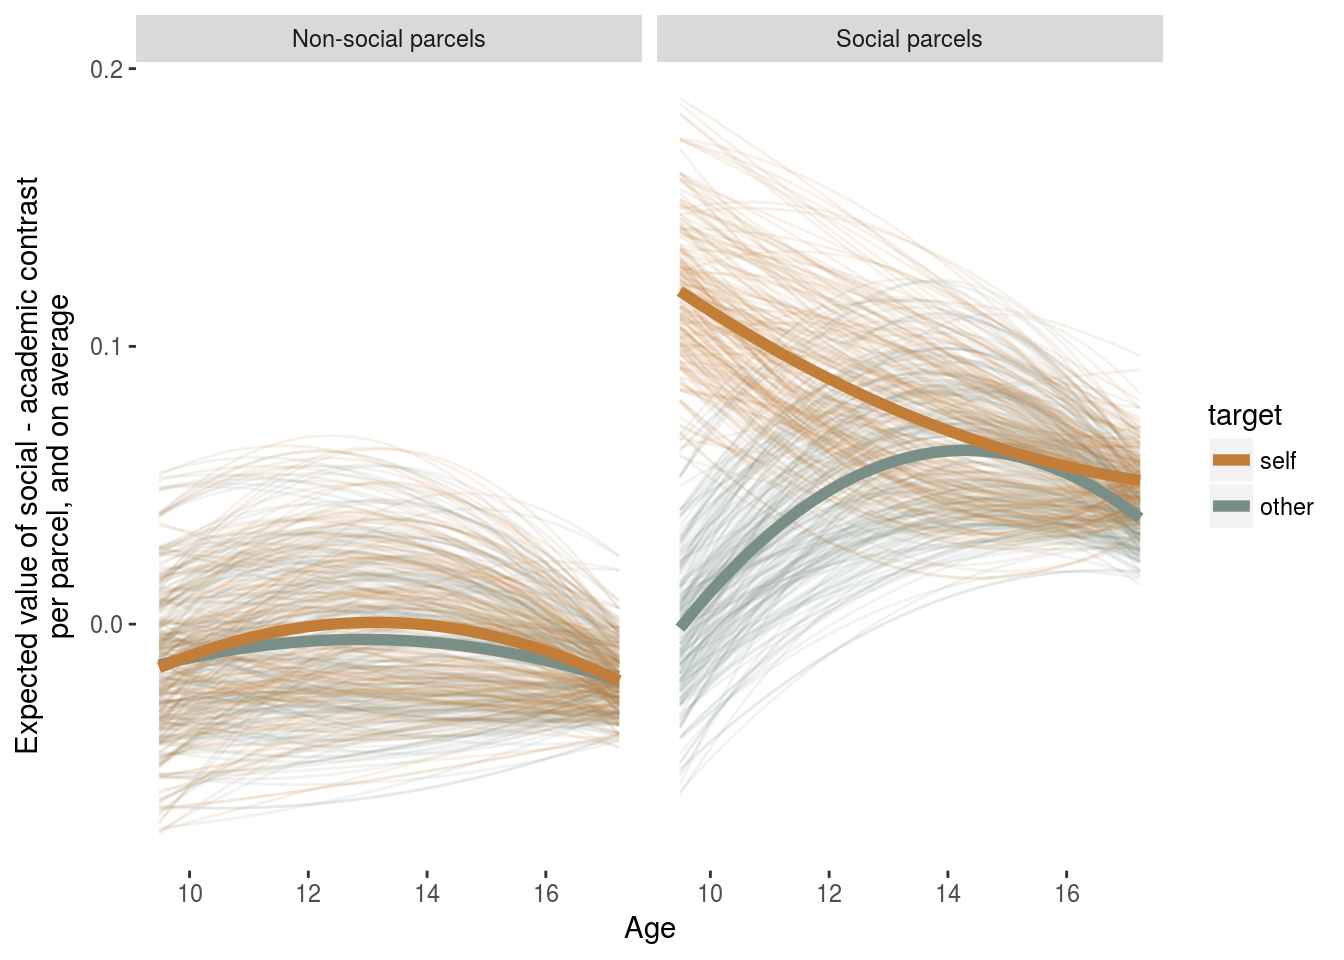 Non-social parcels
Social parcels
0.2
0.1
0.0
Expected value of social - academic contrast
per parcel, and on average
10
12
14
16
10
12
14
16
Age
target
self
other